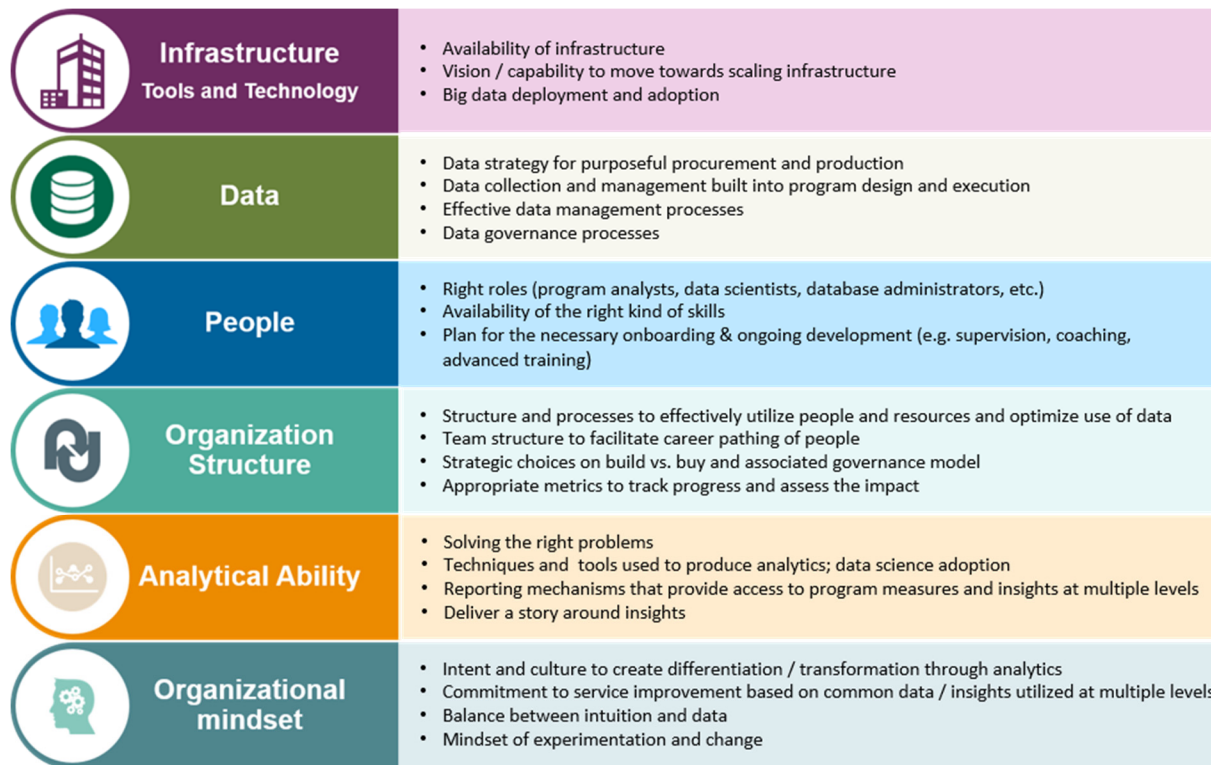 Infrastructure
Tools and Technology
• Availability of infrastructure
• Vision / capability to move towards scaling infrastructure
• Big data deployment and adoption
Data
• Data strategy for purposeful procurement and production
• Data collection and management built into program design and execution
• Effective data management processes
• Data governance processes
People
• Right roles (program analysts, data scientists, database administrators, etc.)
• Availability of the right kind of skills
• Plan for the necessary onboarding & ongoing development (e.g. supervision, coaching,
advanced training)
Organization
Structure
• Structure and processes to effectively utilize people and resources and optimize use of data
• Team structure to facilitate career pathing of people
• Strategic choices on build vs. buy and associated governance model
• Appropriate metrics to track progress and assess the impact
Analytical Ability
• Solving the right problems
• Techniques and  tools used to produce analytics; data science adoption
• Reporting mechanisms that provide access to program measures and insights at multiple levels
• Deliver a story around insights
Organizational
mindset
• Intent and culture to create differentiation / transformation through analytics
• Commitment to service improvement based on common data / insights utilized at multiple levels
• Balance between intuition and data
• Mindset of experimentation and change